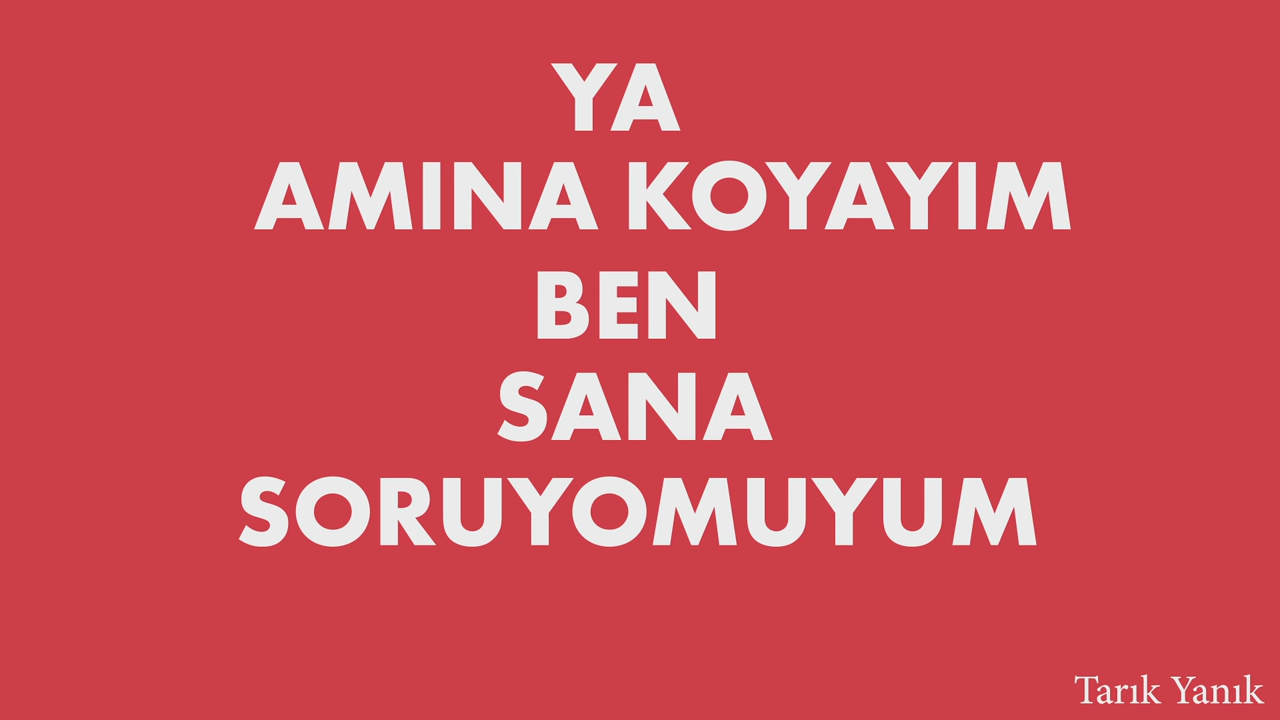 YA
AMINA KOYAYIM
BEN
SANA
SORUYOMUYUM
Tarık Yanık